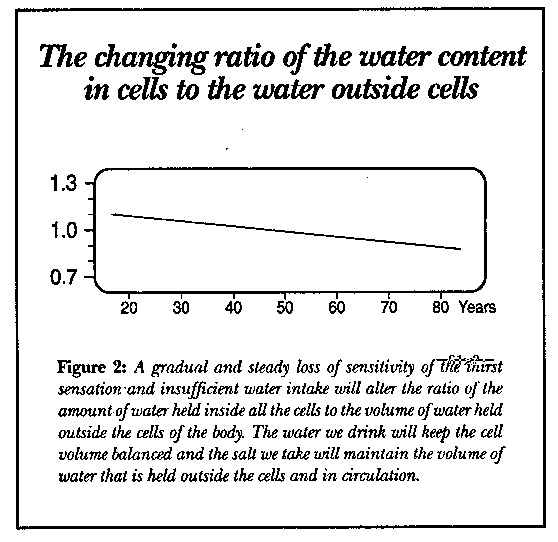 The changing ratio of the water content
in cells to the water outside cells
1.3
1.0
0.7
20 30 40 50 60 70 80 Years
Figure 2: A gradual and steady loss of sensitivity of the thirst
sensation and insufficient water intake will alter the ratio of the
amount of water held inside all the cells to the volume of water held
outside the cells of the body. The water we drink will keep the cell
volume balanced and the salt we take will maintain the volume of
water that is held outside the cells and in circulation.